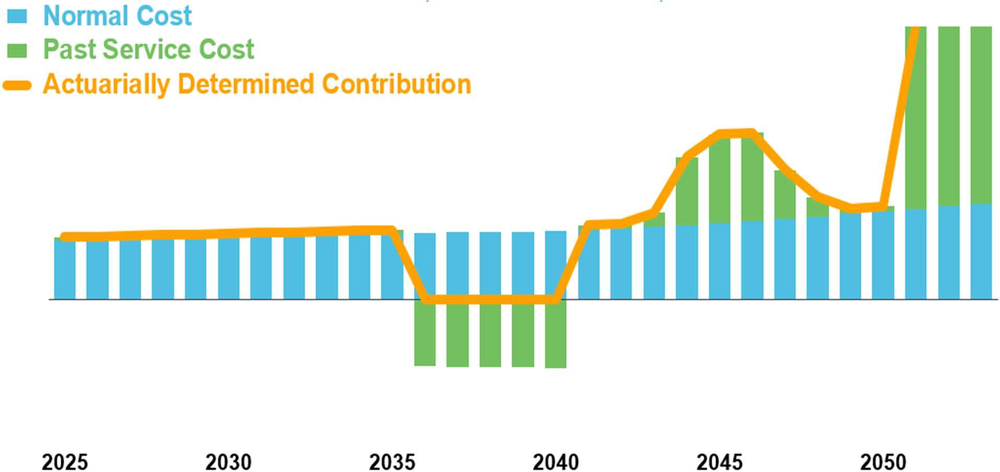 Normal Cost
Past Service Cost
Actuarially Determined Contribution
2025 2030 2035 2040 2045 2050